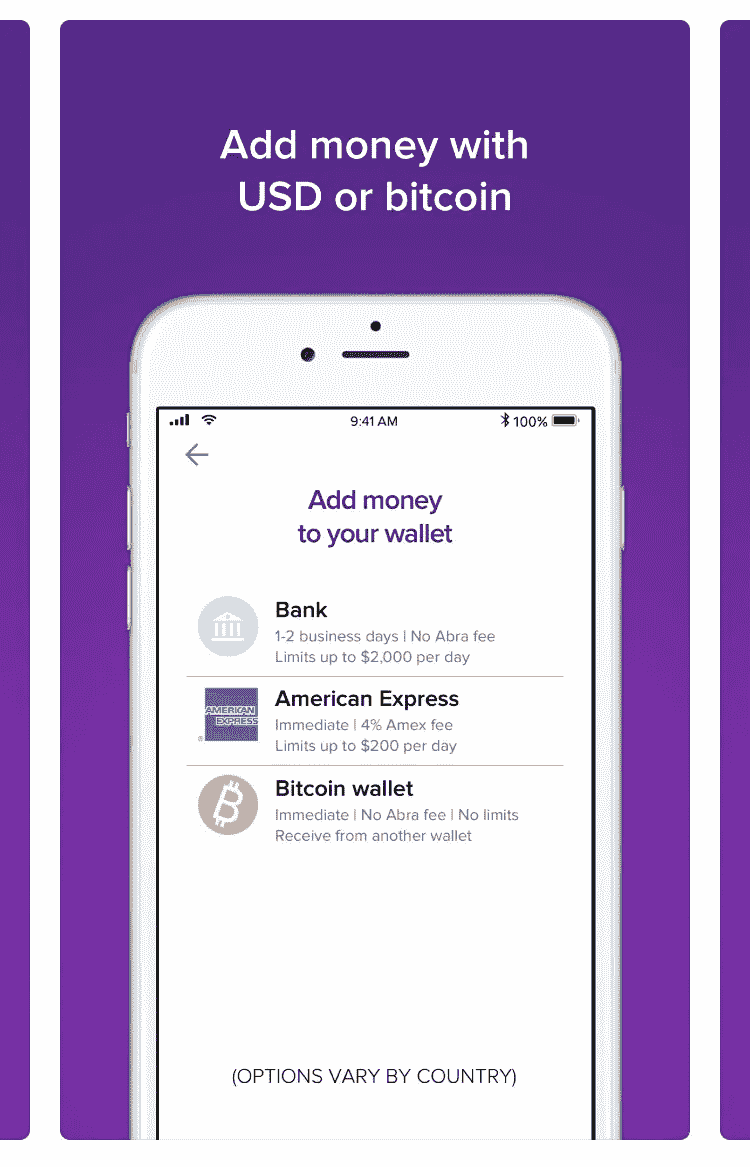 Add money with
USD or bitcoin
9:41 AM
100%
Add money
to your wallet
Bank
1-2 business days | No Abra fee
Limits up to $2,000 per day
AMERICAN
EXPRESS
®
American Express
Immediate | 4% Amex fee
Limits up to $200 per day
Bitcoin wallet
Immediate | No Abra fee | No limits
Receive from another wallet
(OPTIONS VARY BY COUNTRY)